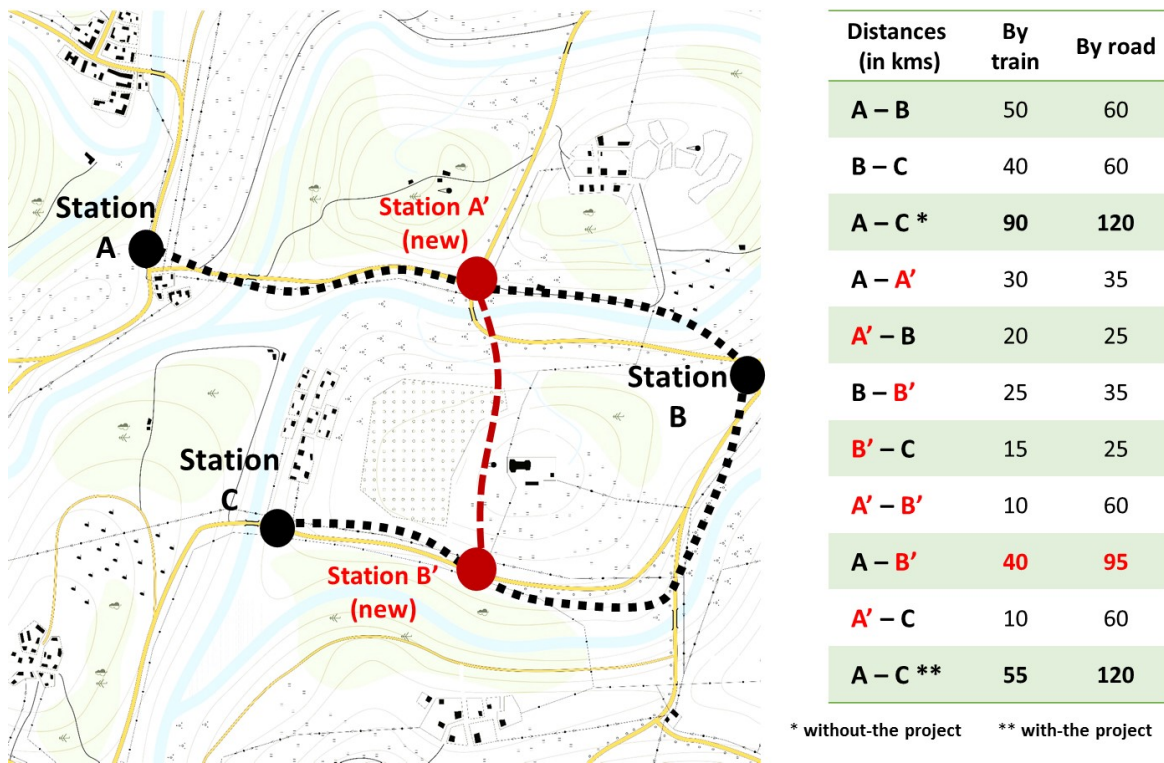 Station
A
Station A’
(new)
Station
B
Station
C
Station B’
(new)
Distances (in kms) By train By road
A – B 50 60
B – C 40 60
A – C * 90 120
A – A’ 30 35
A’ – B 20 25
B – B’ 25 35
B’ – C 15 25
A’ – B’ 10 60
A – B’ 40 95
A’ – C 10 60
A – C ** 55 120
* without-the project ** with-the project